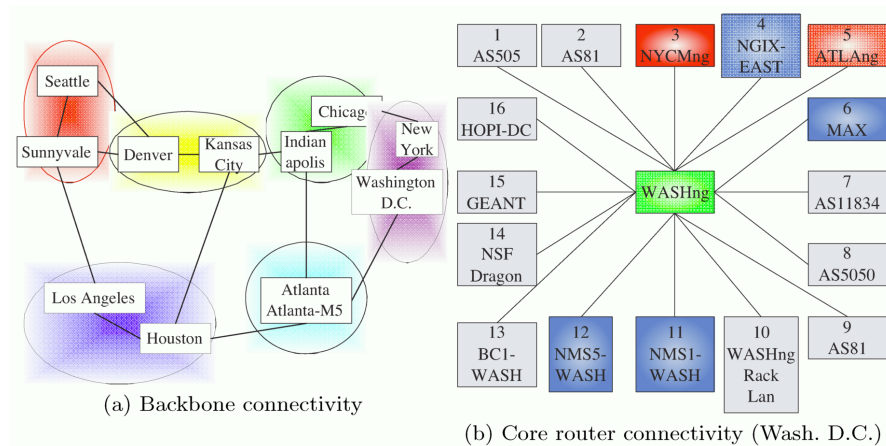 Seattle
Sunnyvale
Denver
Kansas
City
Indian
apolis
Chicago
New
York
Washington
D.C.
Los Angeles
Houston
Atlanta
Atlanta-M5
(a) Backbone connectivity
1
AS505
2
AS81
3
NYCMng
4
NGIX-
EAST
5
ATLAng
16
HOPI-DC
6
MAX
WASHng
15
GEANT
7
AS11834
14
NSF
Dragon
8
AS5050
13
BC1-
WASH
12
NMS5-
WASH
11
NMS1-
WASH
10
WASHng
Rack
Lan
9
AS81
(b) Core router connectivity (Wash. D.C.)